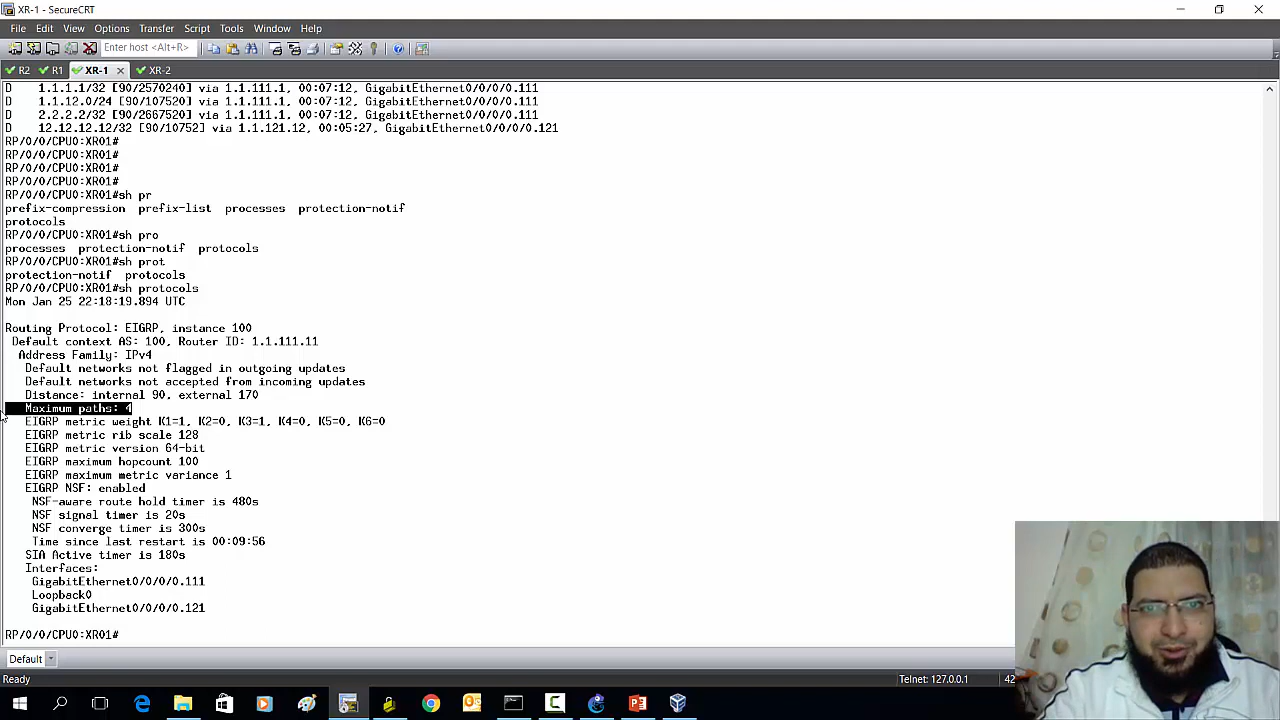 XR-1 - SecureCRT
File Edit View Options Transfer Script Tools Window Help
Enter host <Alt+R>
R2 R1 XR-1 XR-2
D    1.1.1.1/32 [90/2570240] via 1.1.111.1, 00:07:12, GigabitEthernet0/0/0/0.111
D    1.1.12.0/24 [90/107520] via 1.1.111.1, 00:07:12, GigabitEthernet0/0/0/0.111
D    2.2.2.2/32 [90/2667520] via 1.1.111.1, 00:07:12, GigabitEthernet0/0/0/0.111
D    12.12.12.12/32 [90/10752] via 1.1.121.12, 00:05:27, GigabitEthernet0/0/0/0.121
RP/0/0/CPU0:XR01#
RP/0/0/CPU0:XR01#
RP/0/0/CPU0:XR01#
RP/0/0/CPU0:XR01#
RP/0/0/CPU0:XR01#sh pr
prefix-compression  prefix-list  processes  protection-notif
protocols
RP/0/0/CPU0:XR01#sh pro
processes  protection-notif  protocols
RP/0/0/CPU0:XR01#sh prot
protection-notif  protocols
RP/0/0/CPU0:XR01#sh protocols
Mon Jan 25 22:18:19.894 UTC
Routing Protocol: EIGRP, instance 100
Default context AS: 100, Router ID: 1.1.111.11
Address Family: IPv4
Default networks not flagged in outgoing updates
Default networks not accepted from incoming updates
Distance: internal 90, external 170
Maximum paths: 4
EIGRP metric weight K1=1, K2=0, K3=1, K4=0, K5=0, K6=0
EIGRP metric rib scale 128
EIGRP metric version 64-bit
EIGRP maximum hopcount 100
EIGRP maximum metric variance 1
EIGRP NSF: enabled
NSF-aware route hold timer is 480s
NSF signal timer is 20s
NSF converge timer is 300s
Time since last restart is 00:09:56
SIA Active timer is 180s
Interfaces:
GigabitEthernet0/0/0/0.111
Loopback0
GigabitEthernet0/0/0/0.121
RP/0/0/CPU0:XR01#
Default
Ready Telnet: 127.0.0.1 42